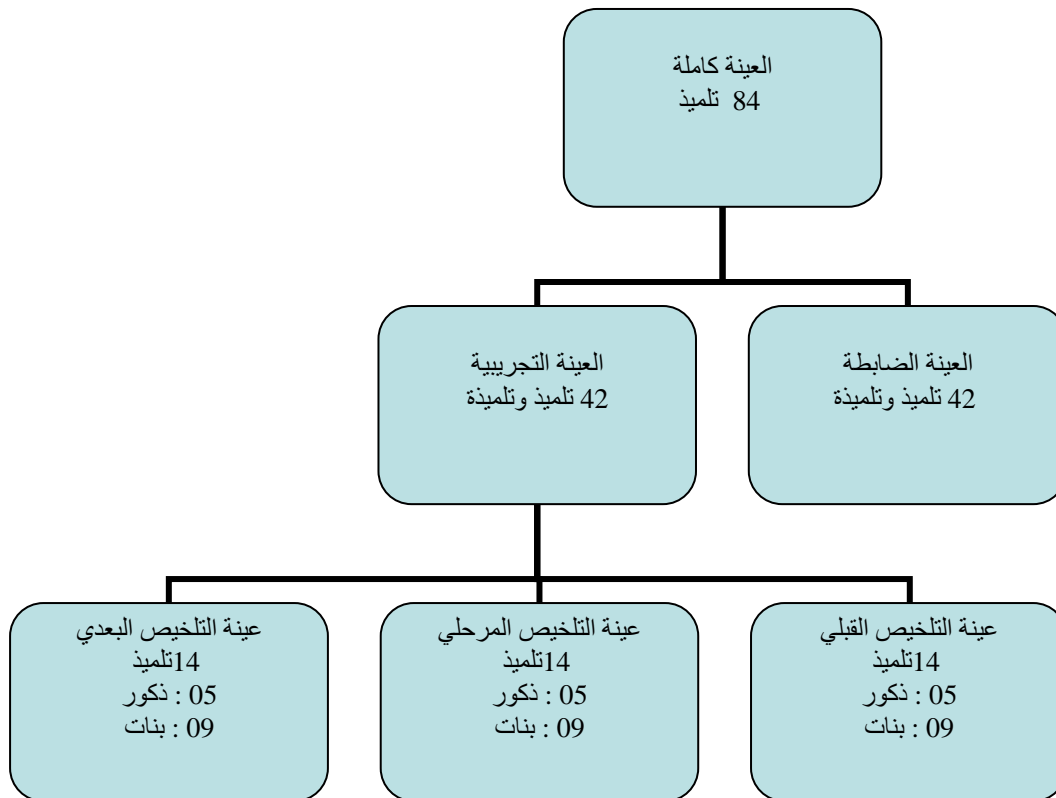 العينة كاملة
84 تلميذ
العينة الضابطة
42 تلميذ وتلميذة
العينة التجريبية
42 تلميذ وتلميذة
عينة التلخيص القبلي
14تلميذ
05 : ذكور
09 : بنات
عينة التلخيص المرحلي
14تلميذ
05 : ذكور
09 : بنات
عينة التلخيص البعدي
14تلميذ
05 : ذكور
09 : بنات